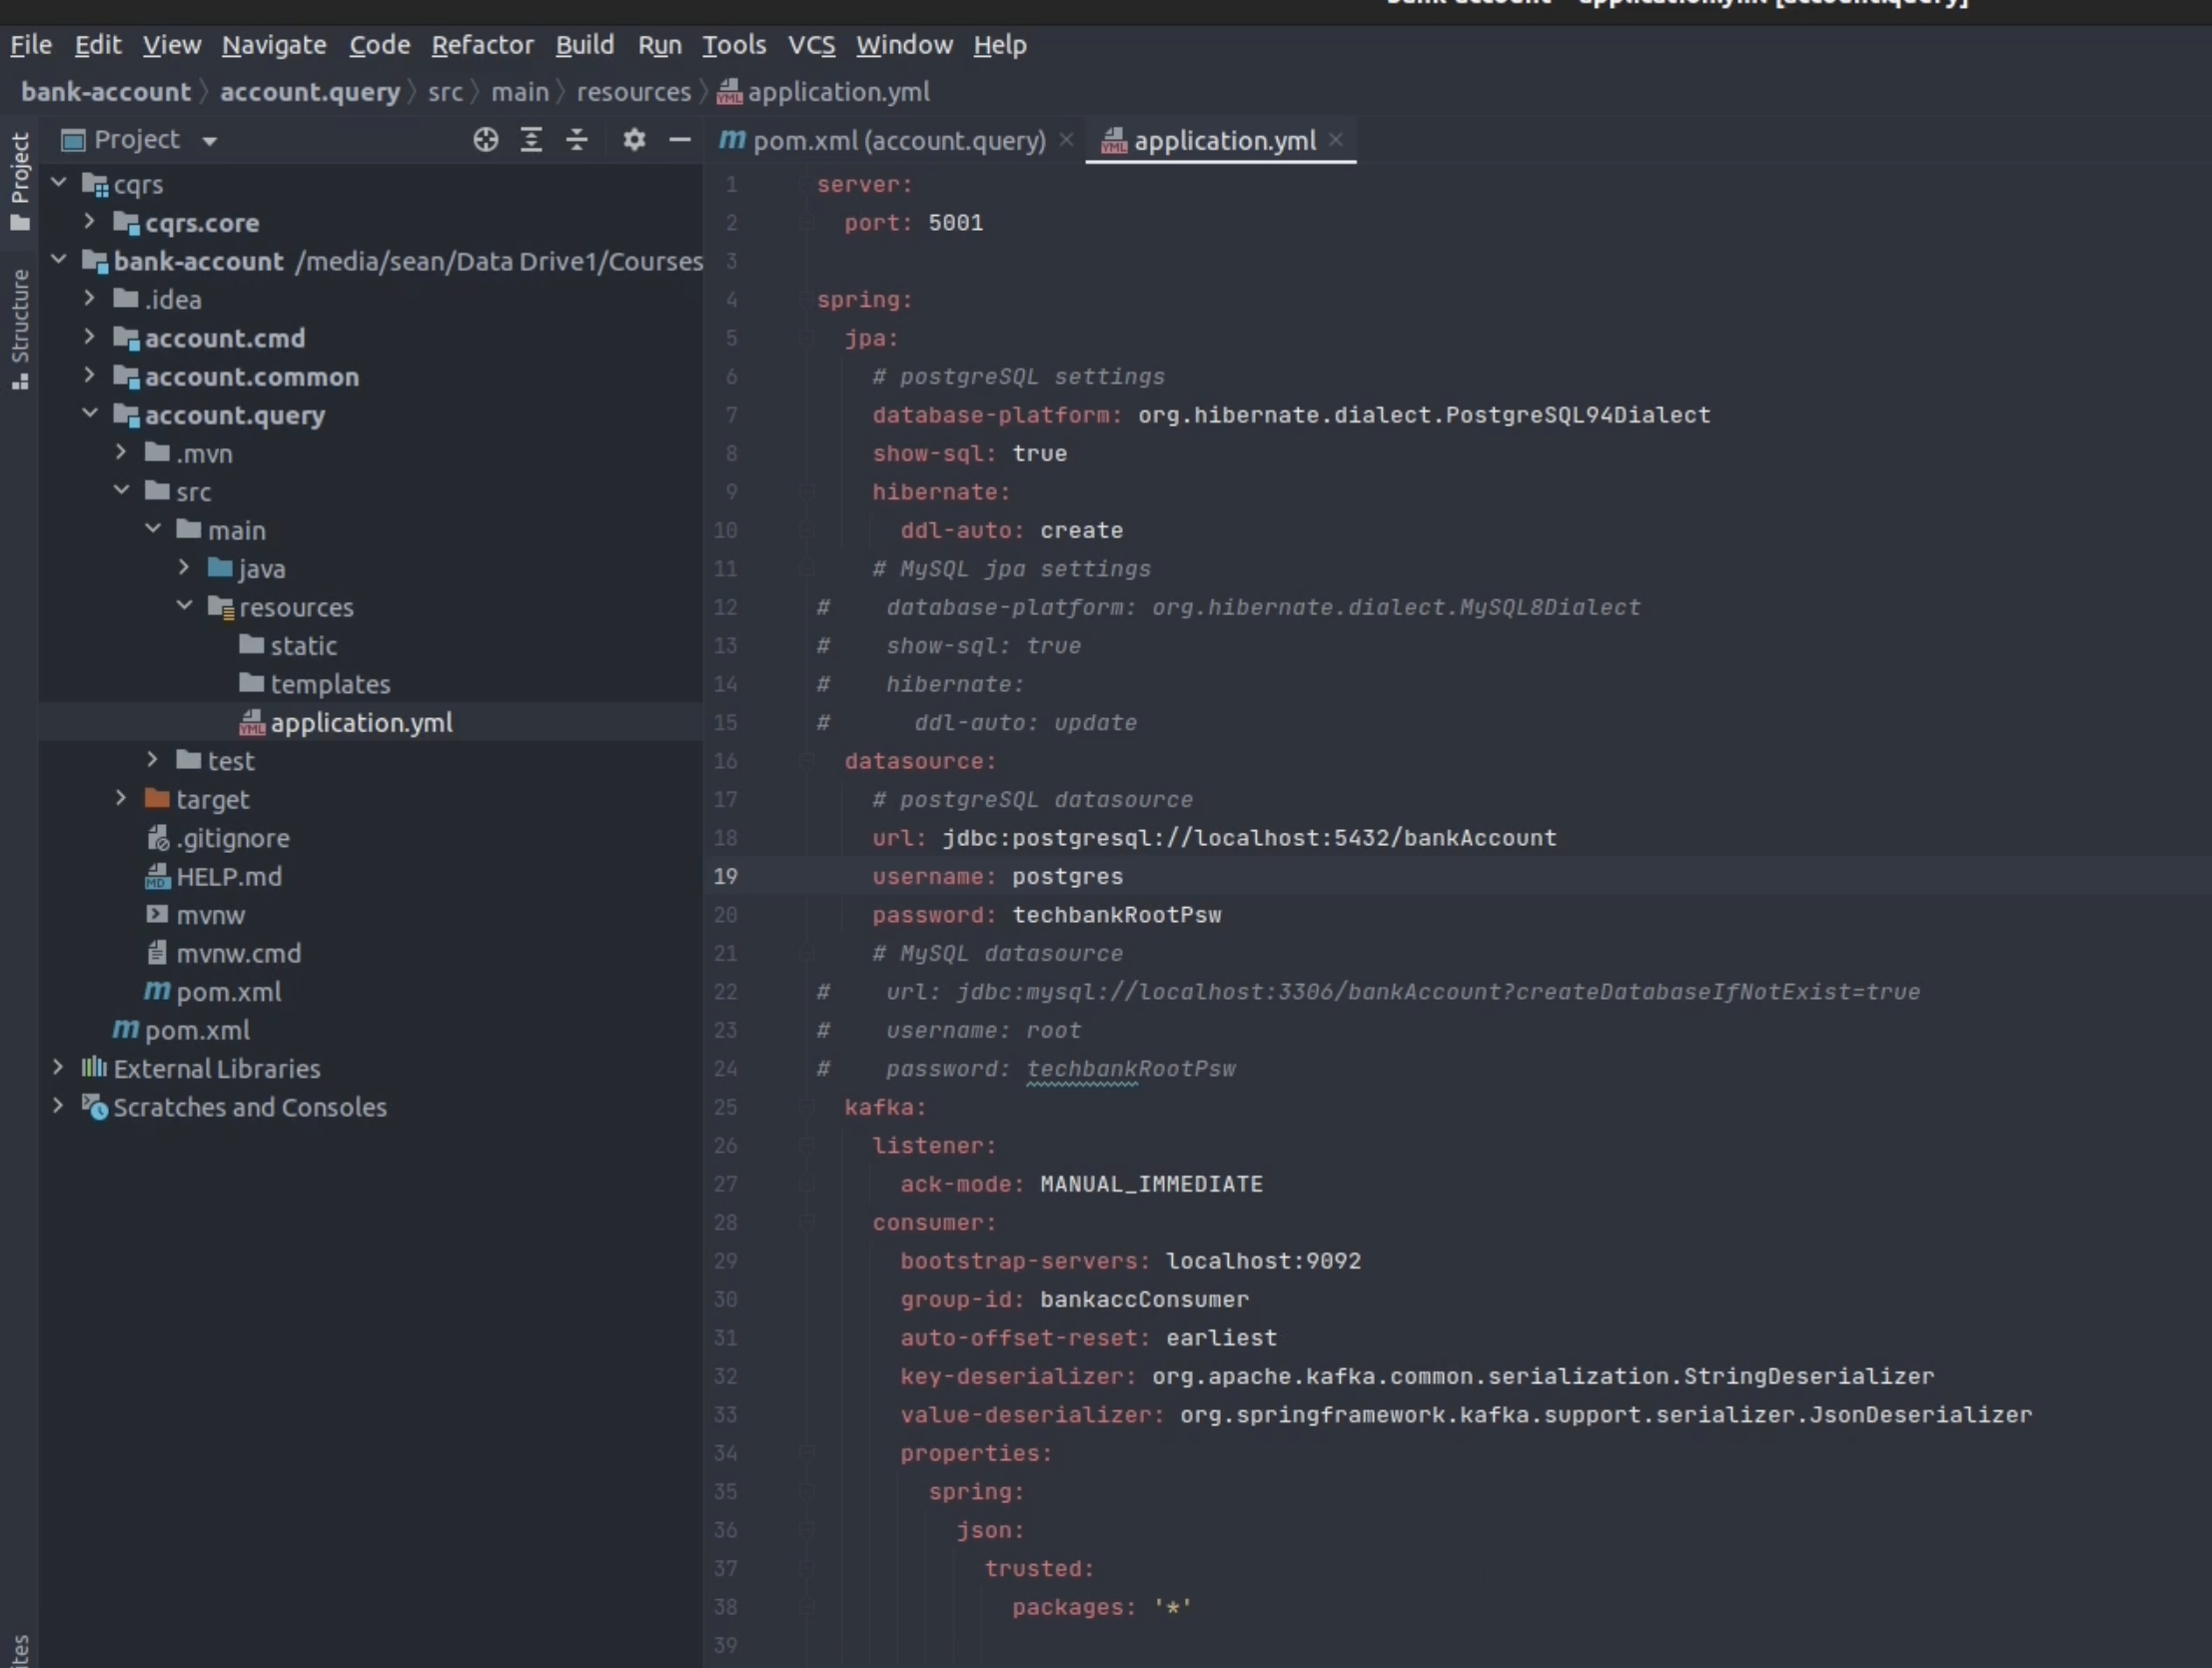 File Edit View Navigate Code Refactor Build Run Tools VCS Window Help
bank-account src main resources application.yml
account.query
Project
pom.xml (account.query)
application.yml
Project
Structure
cqrs
cqrs.core
bank-account /media/sean/Data Drive1/Courses
.idea
account.cmd
account.common
account.query
.mvn
src
main
java
resources
static
templates
application.yml
test
target
.gitignore
HELP.md
mvnw
mvnw.cmd
pom.xml
pom.xml
External Libraries
Scratches and Consoles
1 server:
2   port: 5001
3
4 spring:
5   jpa:
6     # postgreSQL settings
7     database-platform: org.hibernate.dialect.PostgreSQL94Dialect
8     show-sql: true
9     hibernate:
10       ddl-auto: create
11     # MySQL jpa settings
12 #    database-platform: org.hibernate.dialect.MySQL8Dialect
13 #    show-sql: true
14 #    hibernate:
15 #      ddl-auto: update
16   datasource:
17     # postgreSQL datasource
18     url: jdbc:postgresql://localhost:5432/bankAccount
19     username: postgres
20     password: techbankRootPsw
21     # MySQL datasource
22 #    url: jdbc:mysql://localhost:3306/bankAccount?createDatabaseIfNotExist=true
23 #    username: root
24 #    password: techbankRootPsw
25   kafka:
26     listener:
27       ack-mode: MANUAL_IMMEDIATE
28     consumer:
29       bootstrap-servers: localhost:9092
30       group-id: bankaccConsumer
31       auto-offset-reset: earliest
32       key-deserializer: org.apache.kafka.common.serialization.StringDeserializer
33       value-deserializer: org.springframework.kafka.support.serializer.JsonDeserializer
34       properties:
35         spring:
36           json:
37             trusted:
38               packages: '*'
39